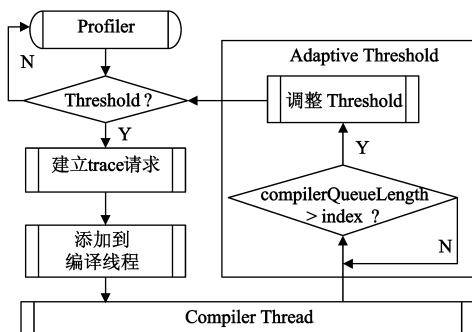 Profiler
Adaptive Threshold
N
Threshold ?
调整 Threshold
Y
Y
建立trace请求
compilerQueueLength
> index ?
N
添加到
编译线程
Compiler Thread